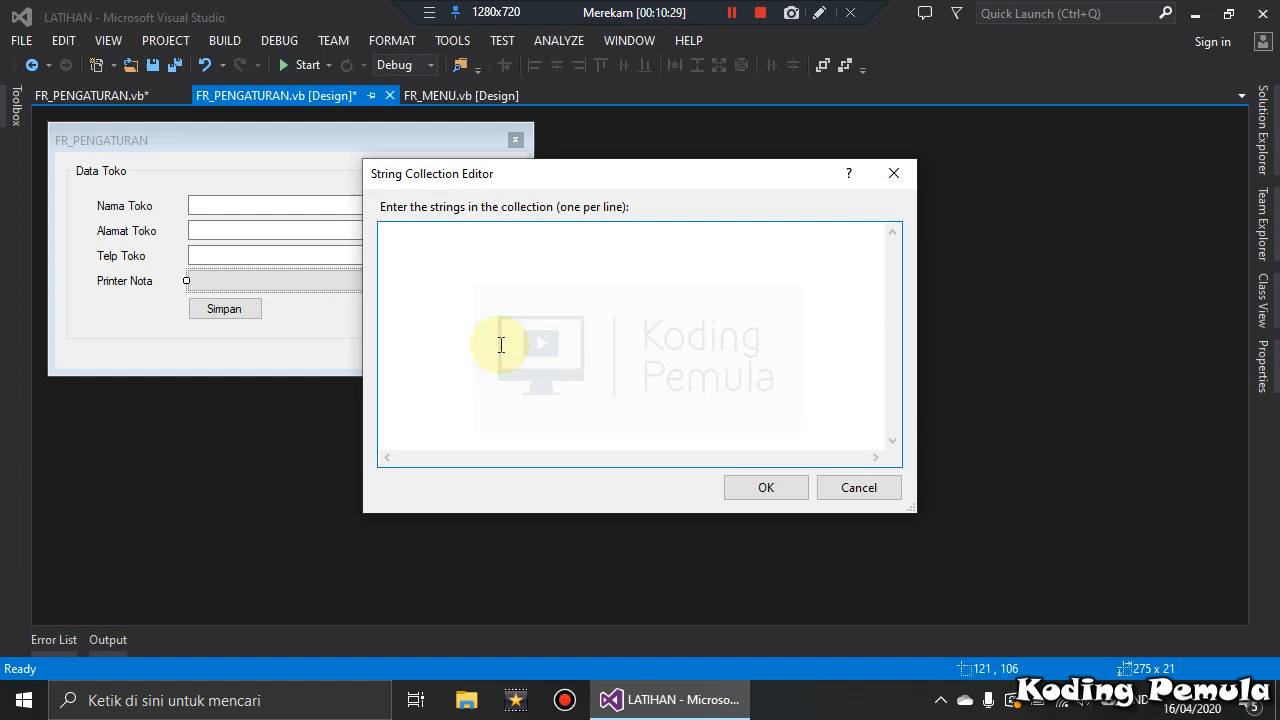 LATIHAN - Microsoft Visual Studio
1280x720
Merekam [00:10:29]
Quick Launch (Ctrl+Q)
FILE EDIT VIEW PROJECT BUILD DEBUG TEAM FORMAT TOOLS TEST ANALYZE WINDOW HELP
Sign in
Start
Debug
FR_PENGATURAN.vb*
FR_PENGATURAN.vb [Design]*
FR_MENU.vb [Design]
Toolbox
FR_PENGATURAN
Data Toko
Nama Toko
Alamat Toko
Telp Toko
Printer Nota
Simpan
String Collection Editor
?
Enter the strings in the collection (one per line):
Koding
Pemula
OK
Cancel
Solution Explorer
Team Explorer
Class View
Properties
Error List
Output
Ready
121 , 106
275 x 21
Ketik di sini untuk mencari
LATIHAN - Microso...
Koding Pemula
16/04/2020
5